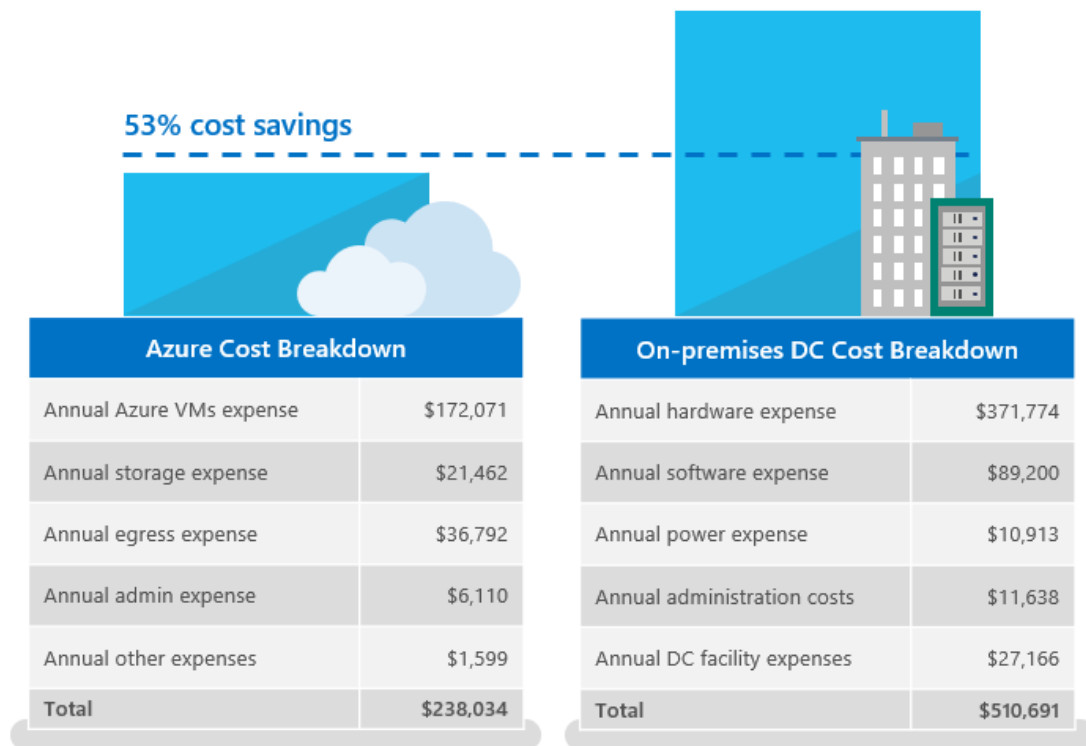 53% cost savings
Azure Cost Breakdown
Annual Azure VMs expense $172,071
Annual storage expense $21,462
Annual egress expense $36,792
Annual admin expense $6,110
Annual other expenses $1,599
Total $238,034
On-premises DC Cost Breakdown
Annual hardware expense $371,774
Annual software expense $89,200
Annual power expense $10,913
Annual administration costs $11,638
Annual DC facility expenses $27,166
Total $510,691